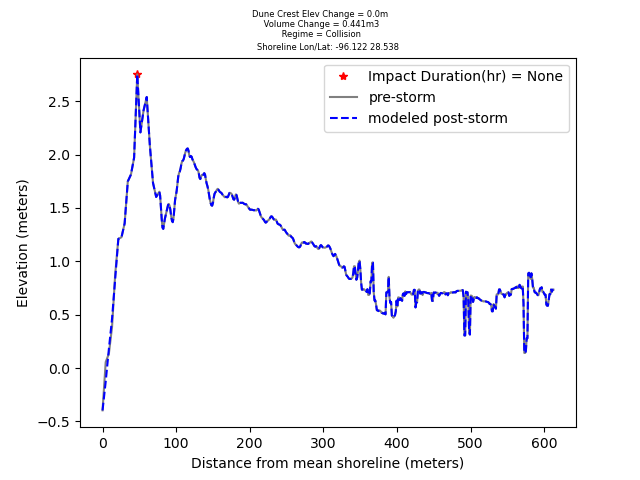 Dune Crest Elev Change = 0.0m
Volume Change = 0.441m3
Regime = Collision
Shoreline Lon/Lat: -96.122 28.538
Impact Duration(hr) = None
pre-storm
modeled post-storm
Elevation (meters)
2.5
2.0
1.5
1.0
0.5
0.0
−0.5
0 100 200 300 400 500 600
Distance from mean shoreline (meters)